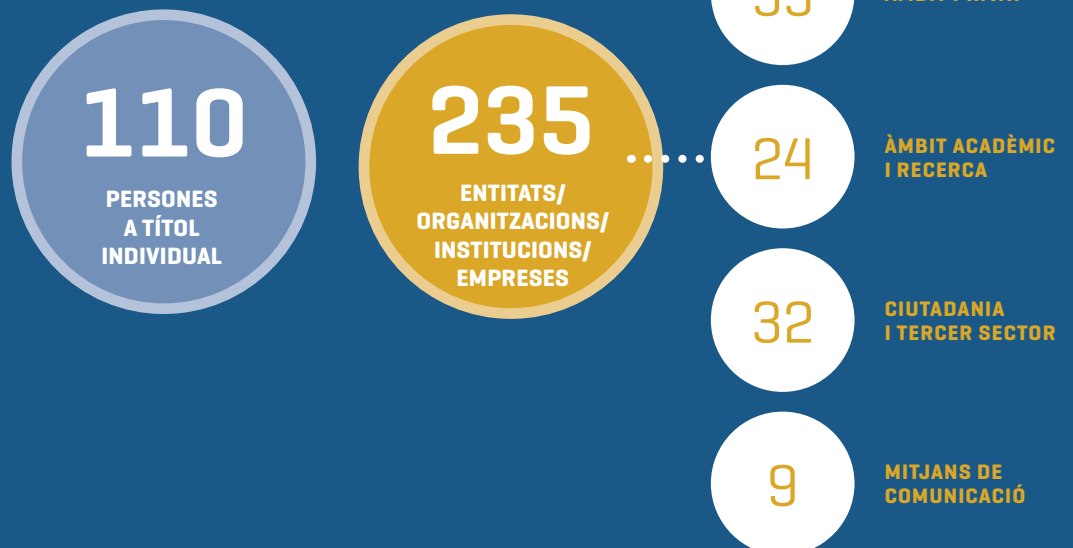 110
PERSONES
A TÍTOL
INDIVIDUAL
235
ENTITATS/
ORGANITZACIONS/
INSTITUCIONS/
EMPRESES
24
ÀMBIT ACADÈMIC
I RECERCA
32
CIUTADANIA
I TERCER SECTOR
9
MITJANS DE
COMUNICACIÓ